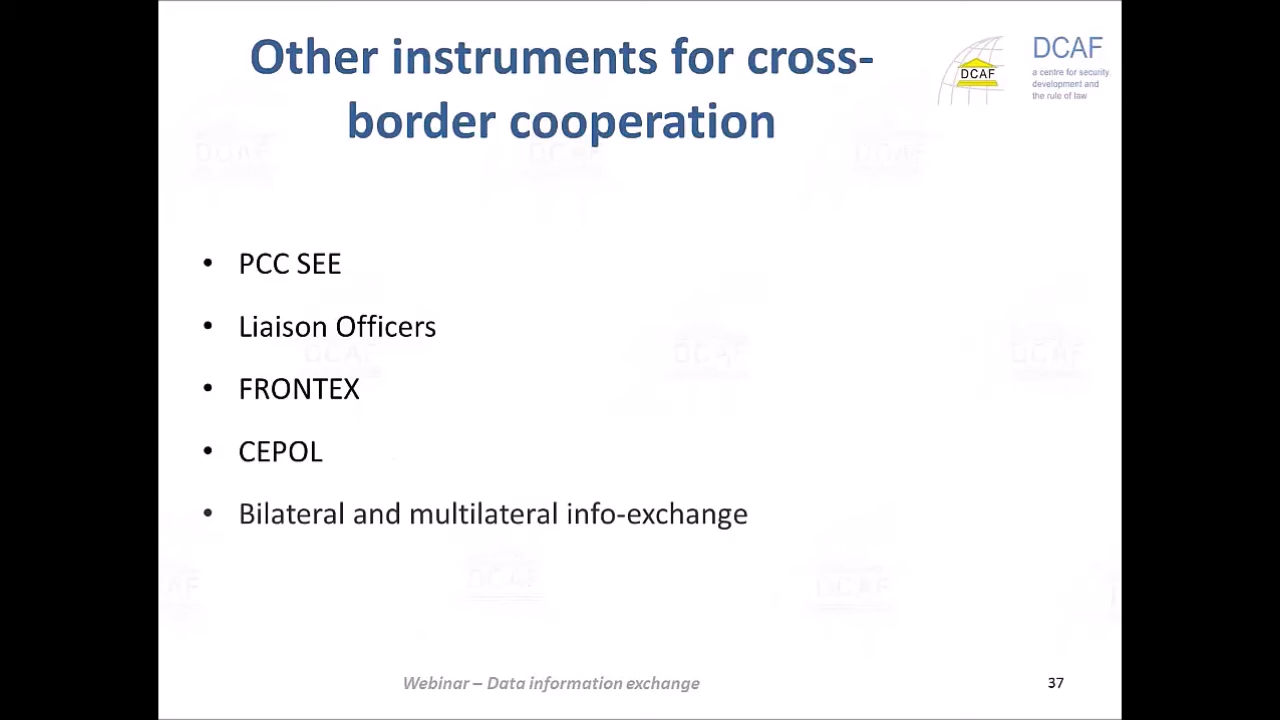 Other instruments for cross-
border cooperation
DCAF
DCAF
a centre for security
development and
the rule of law
• PCC SEE
• Liaison Officers
• FRONTEX
• CEPOL
• Bilateral and multilateral info-exchange
Webinar – Data information exchange
37